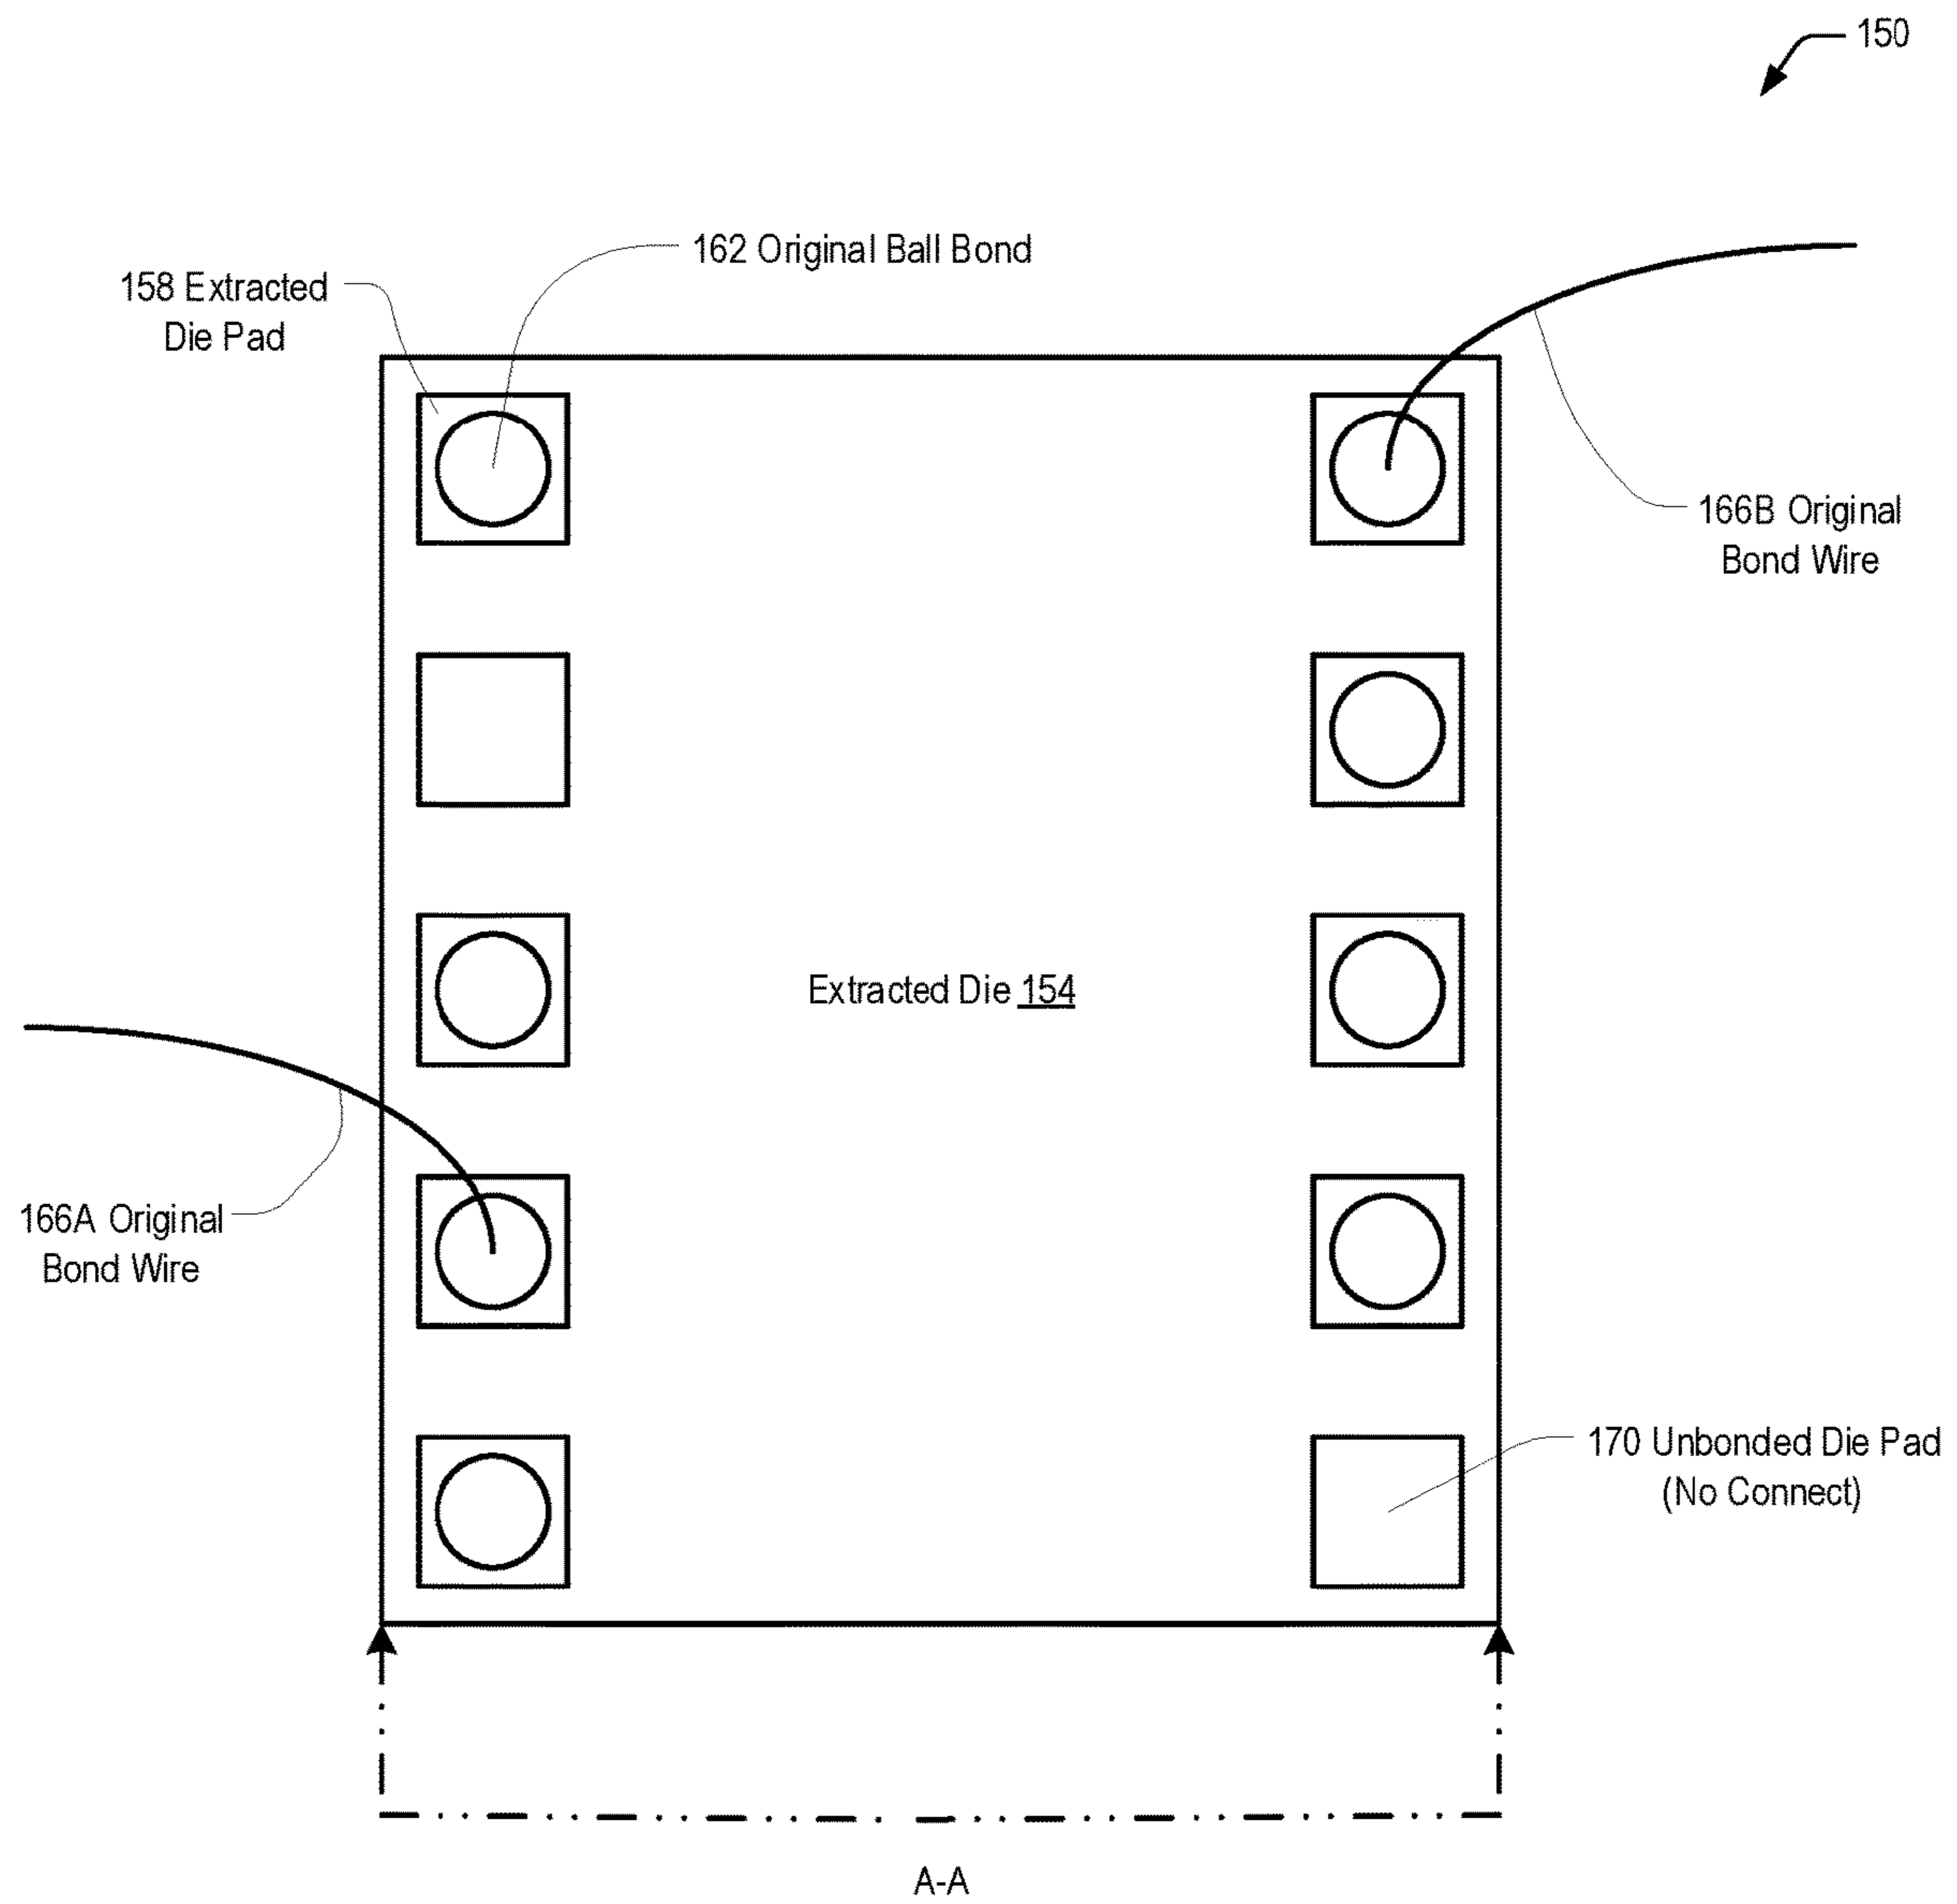 150
162 Original Ball Bond
158 Extracted
Die Pad
166B Original
Bond Wire
Extracted Die 154
166A Original
Bond Wire
170 Unbonded Die Pad
(No Connect)
A-A